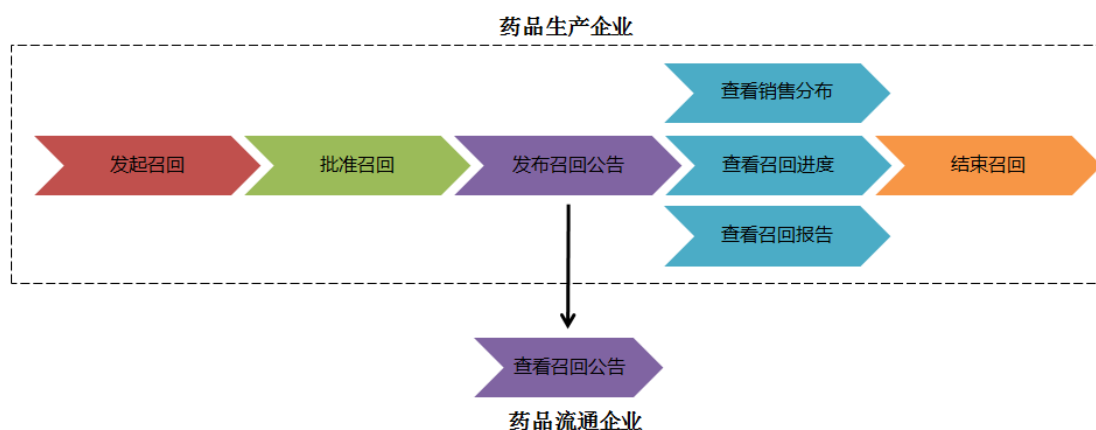 药品生产企业
查看销售分布
发起召回
批准召回
发布召回公告
查看召回进度
结束召回
查看召回报告
查看召回公告
药品流通企业